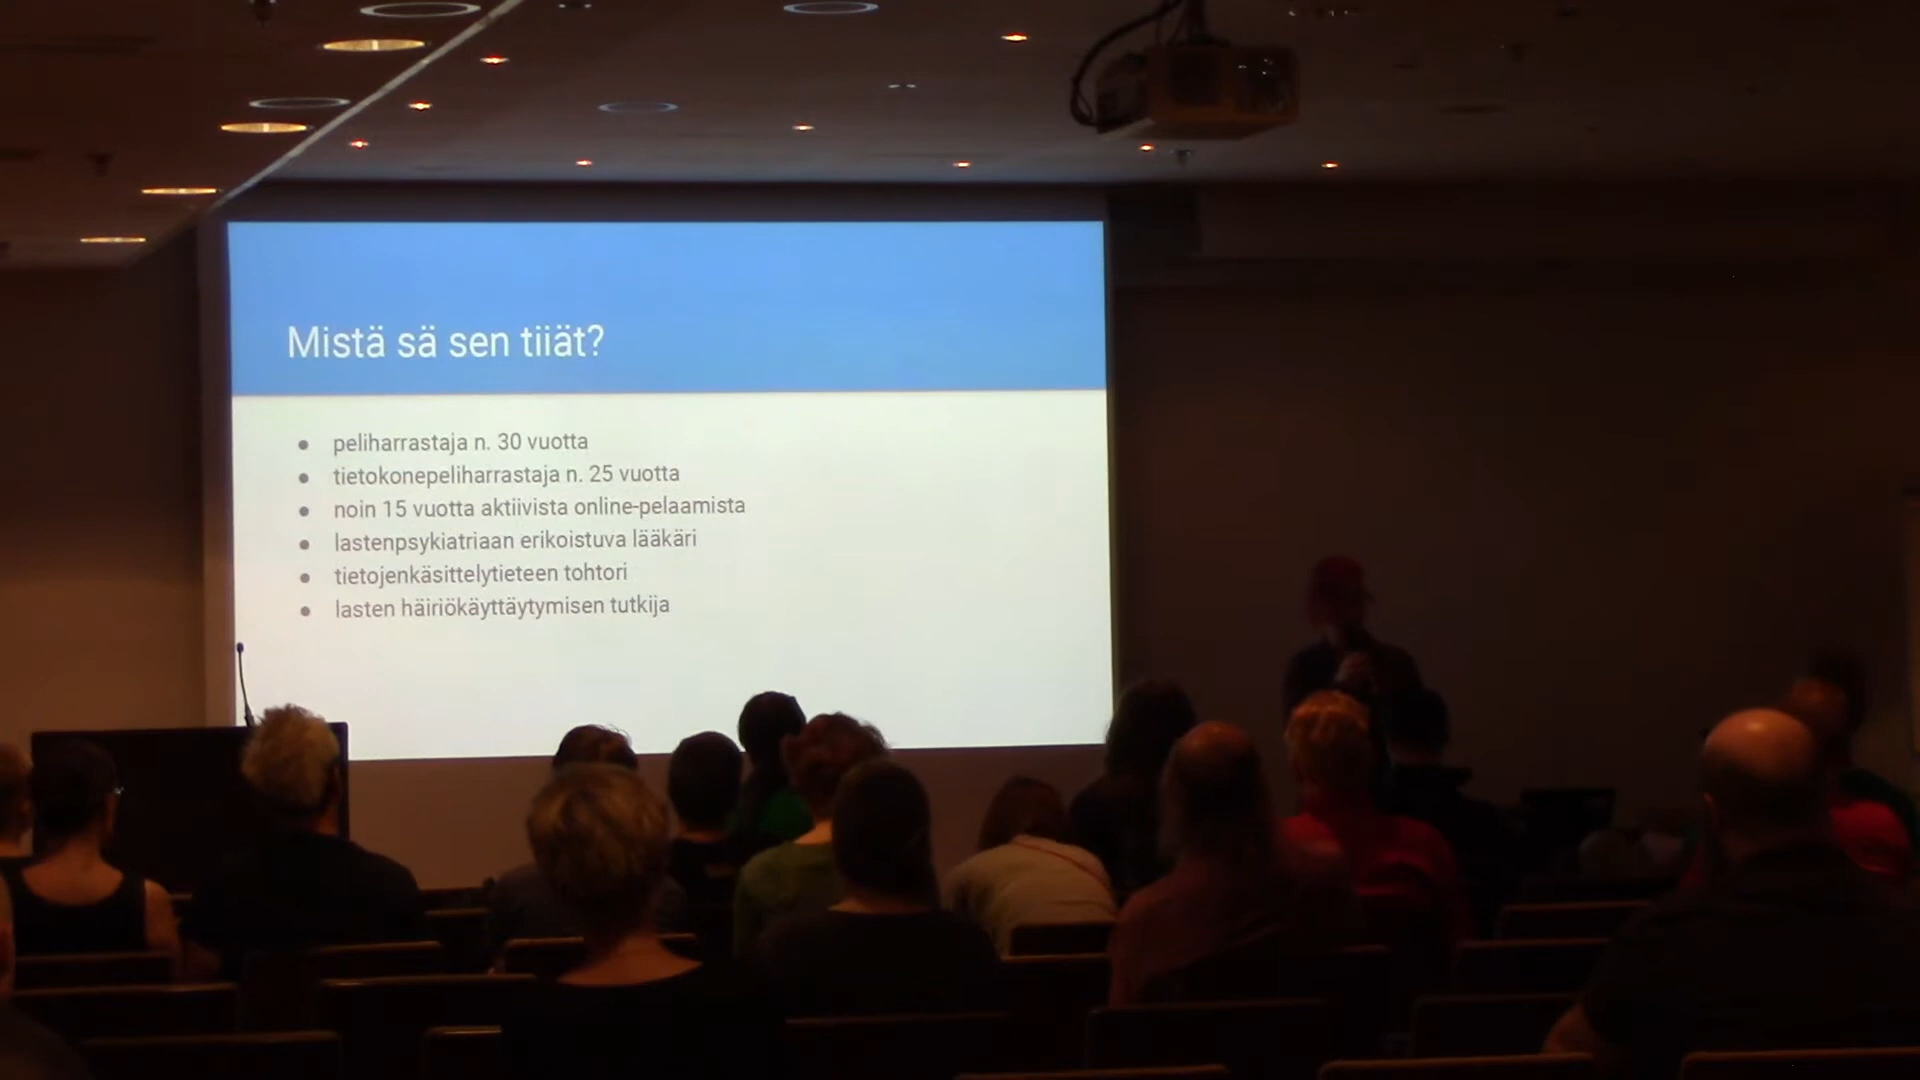 Mistä sä sen tiiät?
● peliharrastaja n. 30 vuotta
● tietokonepeliharrastaja n. 25 vuotta
● noin 15 vuotta aktiivista online-pelaamista
● lastenpsykiatriaan erikoistuva lääkäri
● tietojenkäsittelytieteen tohtori
● lasten häiriökäyttäytymisen tutkija